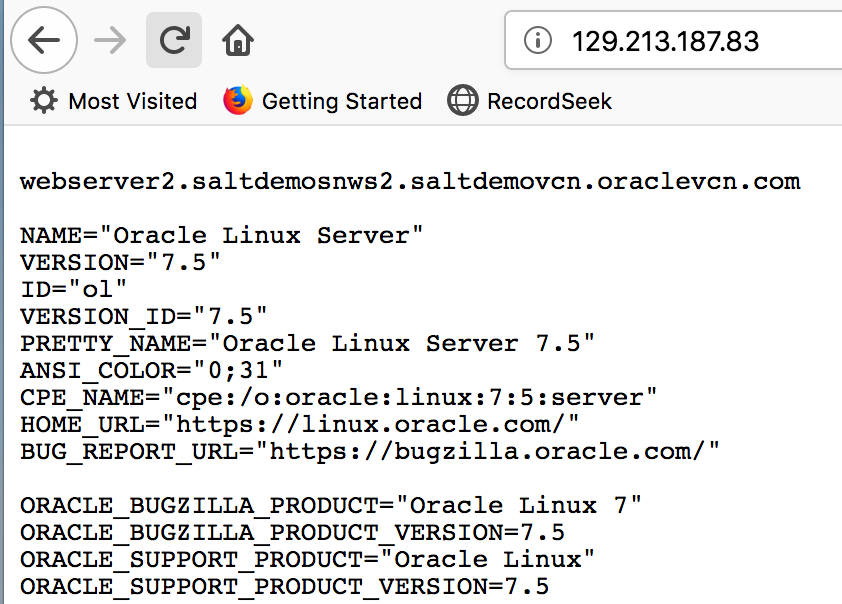 129.213.187.83
Most Visited Getting Started RecordSeek
webserver2.saltdemosnws2.saltdemovcn.oraclevcn.com
NAME="Oracle Linux Server"
VERSION="7.5"
ID="ol"
VERSION_ID="7.5"
PRETTY_NAME="Oracle Linux Server 7.5"
ANSI_COLOR="0;31"
CPE_NAME="cpe:/o:oracle:linux:7:5:server"
HOME_URL="https://linux.oracle.com/"
BUG_REPORT_URL="https://bugzilla.oracle.com/"
ORACLE_BUGZILLA_PRODUCT="Oracle Linux 7"
ORACLE_BUGZILLA_PRODUCT_VERSION=7.5
ORACLE_SUPPORT_PRODUCT="Oracle Linux"
ORACLE_SUPPORT_PRODUCT_VERSION=7.5